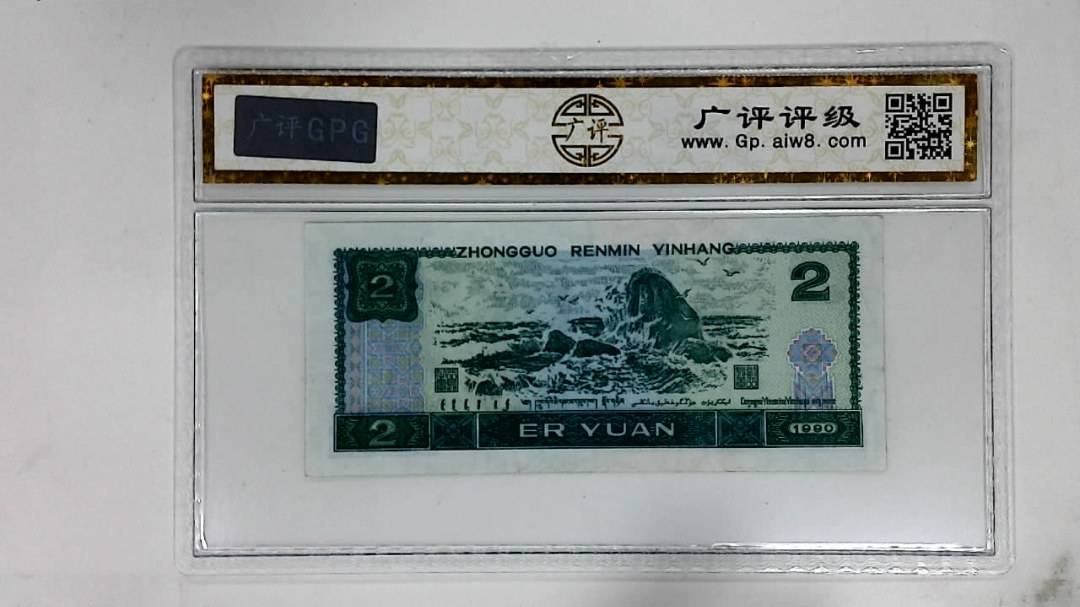 广评GPG
广评
广评评级
www. Gp. aiw8. com
ZHONGGUO RENMIN YINHANG
2
2
2
ER YUAN
1990